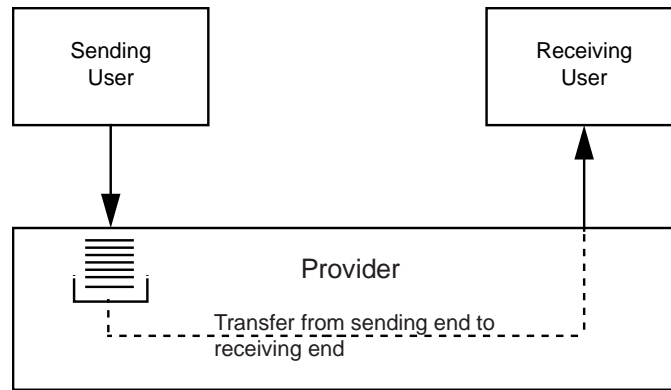 Sending
User
Receiving
User
Provider
Transfer from sending end to
receiving end